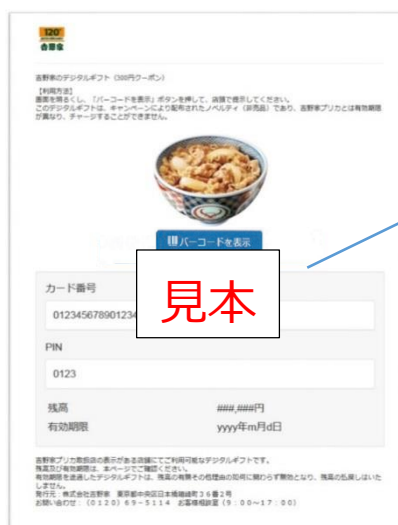 120
吉野家
吉野家のデジタルギフト（300円クーポン）
【利用方法】
画面を明るくし、「バーコードを表示」ボタンを押して、店頭で提示してください。
このデジタルギフトは、キャンペーンにより配布されたノベルティ（非売品）であり、吉野家プリカとは有効期限
が異なり、チャージすることができません。
バーコードを表示
見本
カード番号
012345678901234
PIN
0123
残高 ###,###円
有効期限 yyyy年m月d日
吉野家プリカ取扱店の表示がある店舗にてご利用可能なデジタルギフトです。
残高及び有効期限は、本ページでご確認ください。
有効期限を過過したデジタルギフトは、残高の有無その他理由の如何に関わらず無効となり、残高の払戻しはいた
しません。
発行元：株式会社吉野家 東京都中央区日本橋箱崎町３６番２号
お問い合わせ：（０１２０）６９－５１１４ お客様相談室（９：００～１７：００）